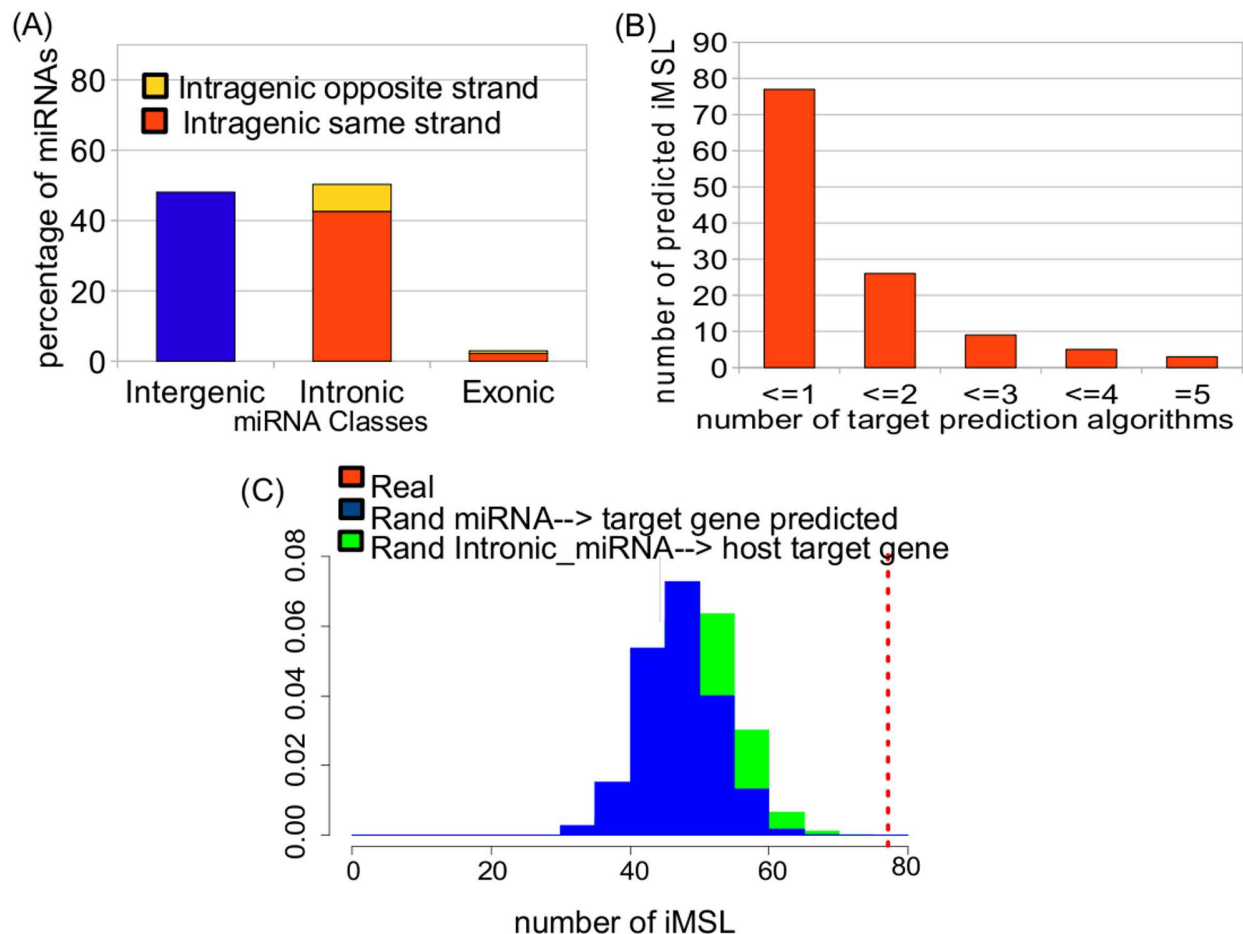 (A)
percentage of miRNAs
80
60
40
20
0
Intragenic opposite strand
Intragenic same strand
Intergenic Intronic Exonic
miRNA Classes
(B)
number of predicted iMSL
90
80
70
60
50
40
30
20
10
0
<=1 <=2 <=3 <=4 =5
number of target prediction algorithms
(C)
Real
Rand miRNA--> target gene predicted
Rand Intronic_miRNA--> host target gene
0.08
0.06
0.04
0.02
0.00
0 20 40 60 80
number of iMSL